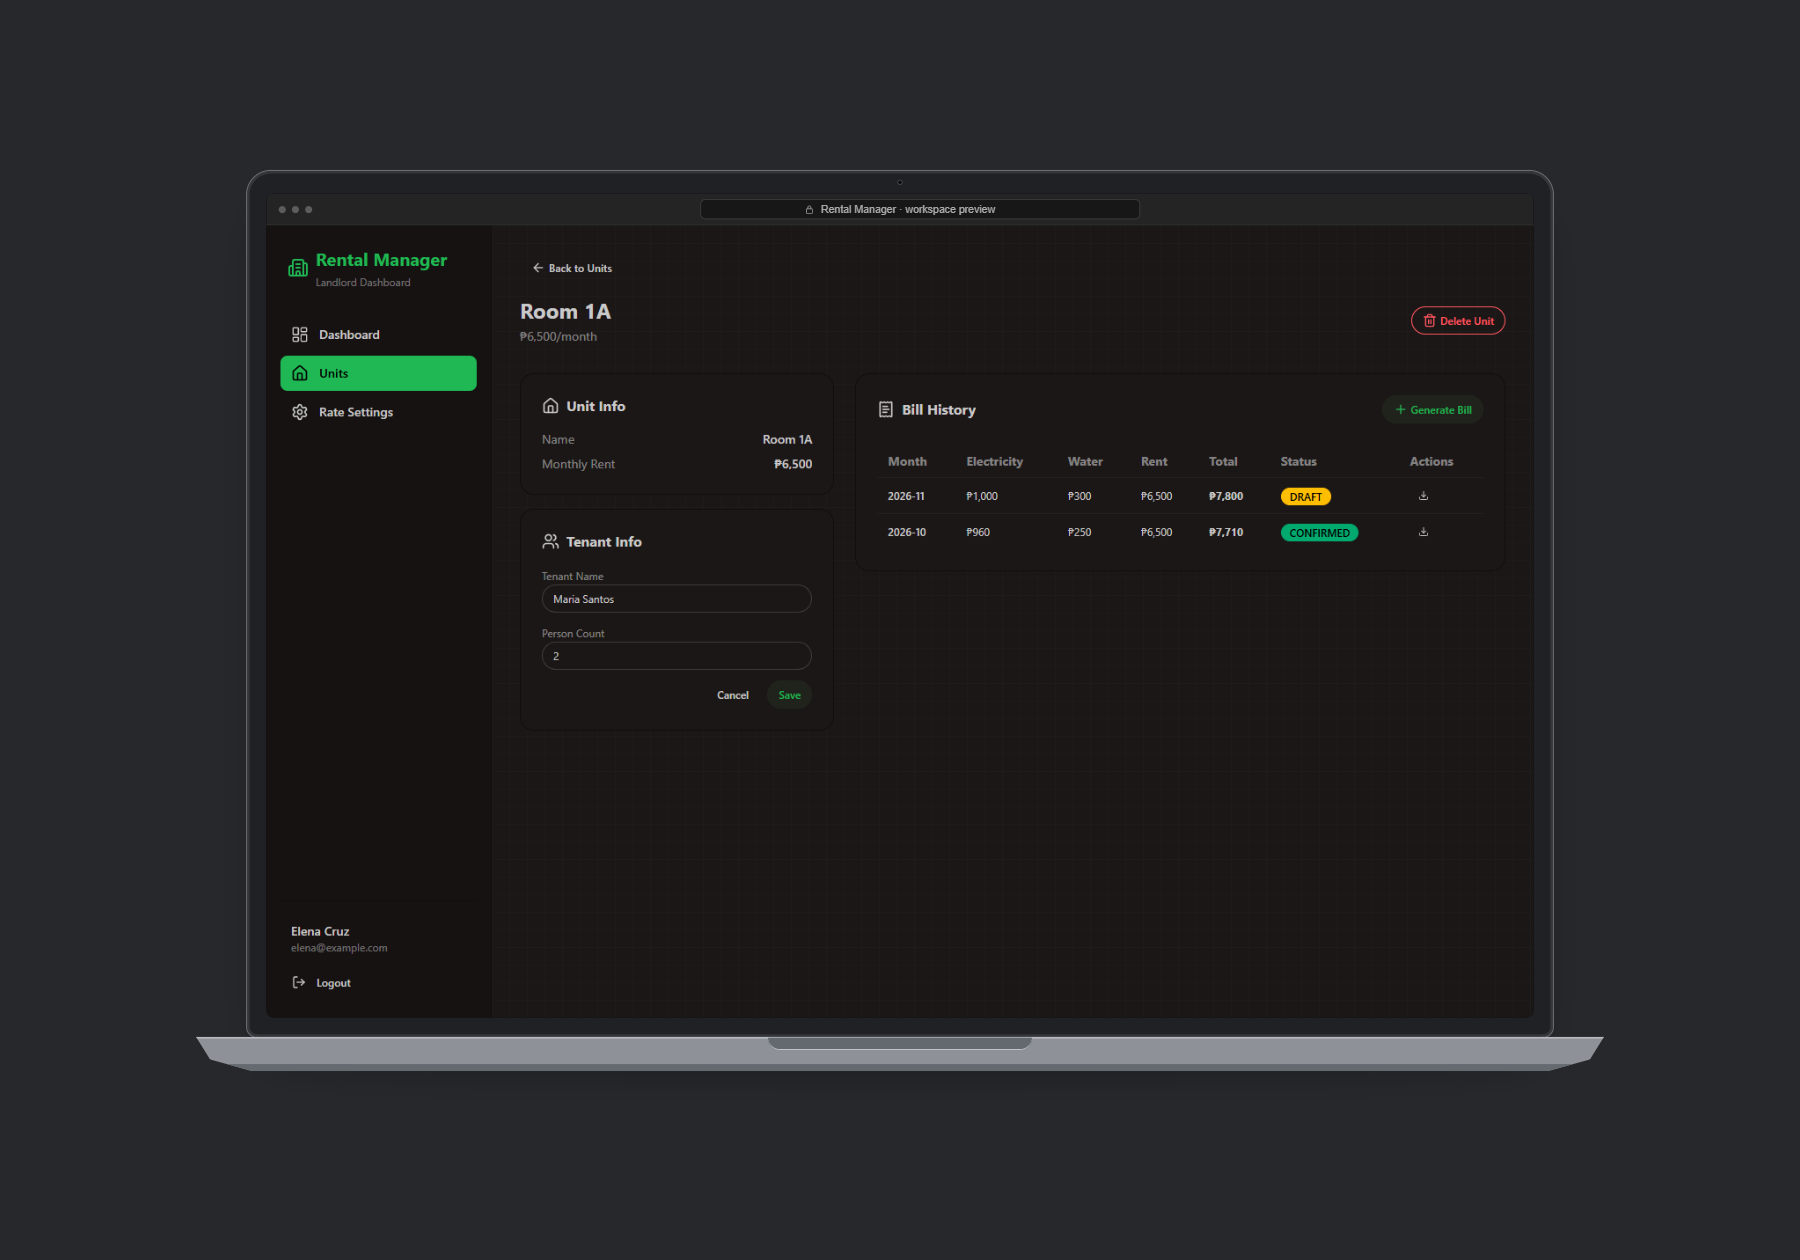 Rental Manager · workspace preview
Rental Manager
Landlord Dashboard
Dashboard
Units
Rate Settings
Elena Cruz
elena@example.com
Logout
Back to Units
Room 1A
₱6,500/month
Delete Unit
Unit Info
Name Room 1A
Monthly Rent ₱6,500
Tenant Info
Tenant Name
Maria Santos
Person Count
2
Cancel Save
Bill History
Generate Bill
Month Electricity Water Rent Total Status Actions
2026-11 ₱1,000 ₱300 ₱6,500 ₱7,800 DRAFT
2026-10 ₱960 ₱250 ₱6,500 ₱7,710 CONFIRMED